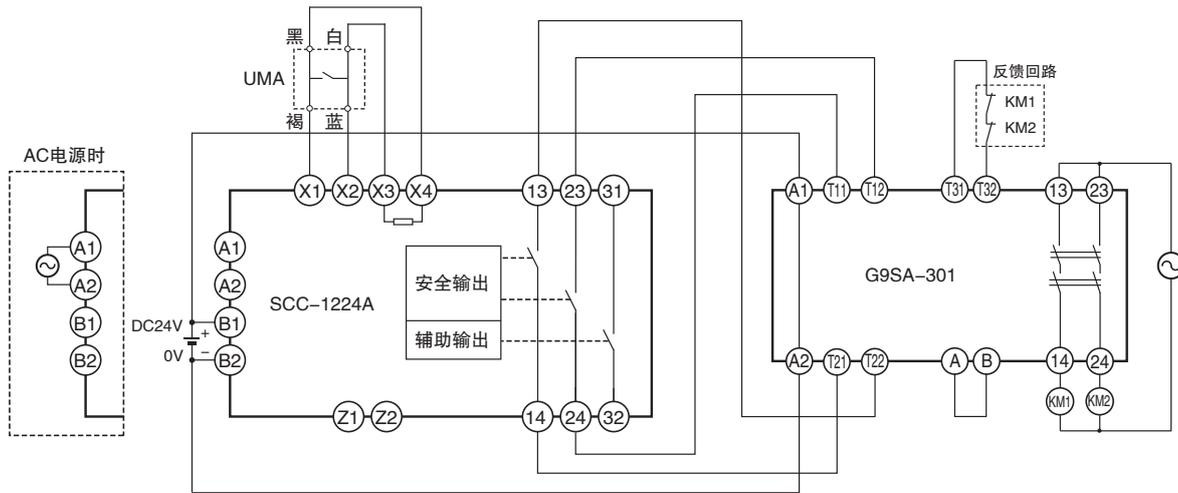 黑 白
UMA
褐 蓝
AC电源时
A1
A2
B1
B2
DC24V
+
0V
−
X1 X2 X3 X4 13 23 31
A1
A2
B1
B2
SCC−1224A
安全输出
辅助输出
Z1 Z2 14 24 32
反馈回路
KM1
KM2
A1 T11 T12 T31 T32 13 23
G9SA−301
A2 T21 T22 A B 14 24
KM1 KM2